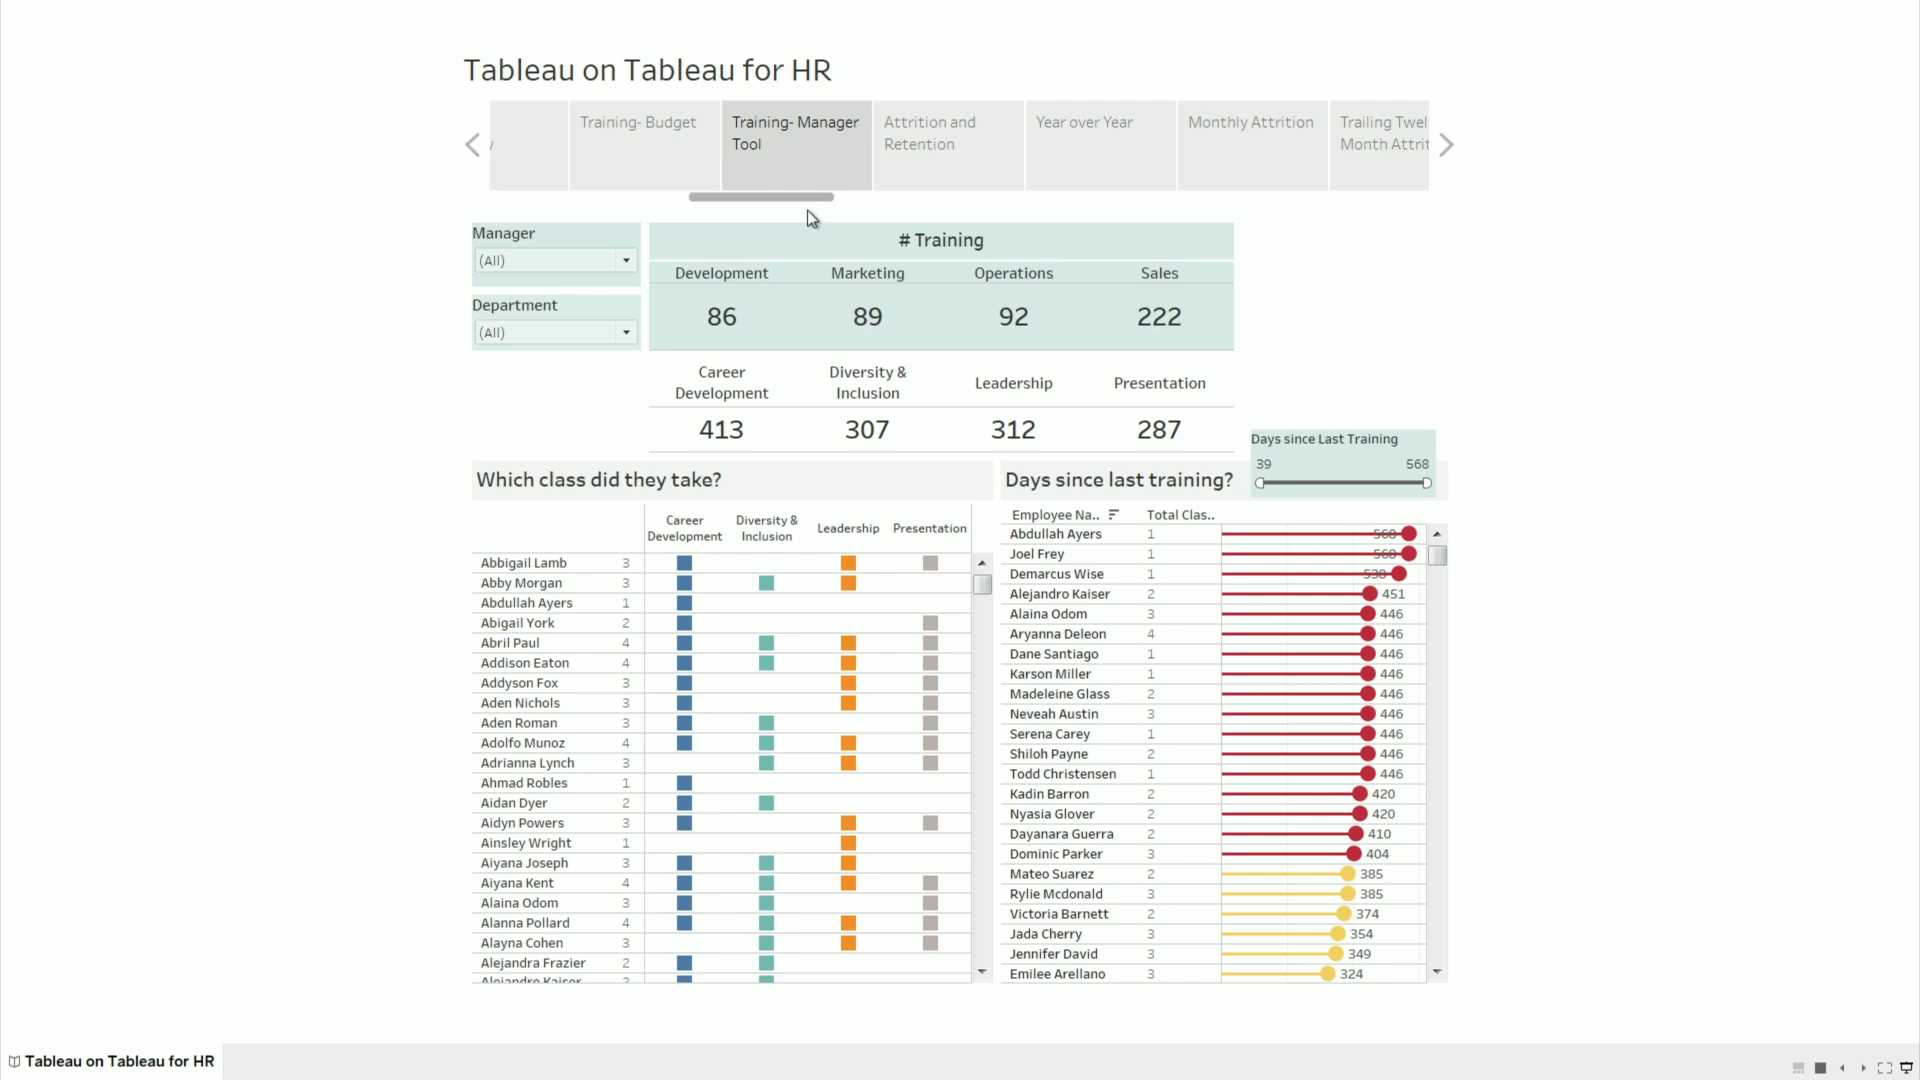 Tableau on Tableau for HR
Training- Budget
Training- Manager
Tool
Attrition and
Retention
Year over Year
Monthly Attrition
Trailing Twel
Month Attrit
Manager
(All)
Department
(All)
# Training
Development Marketing Operations Sales
86 89 92 222
Career Development Diversity & Inclusion Leadership Presentation
413 307 312 287
Days since Last Training
39 568
Which class did they take?
Career Development Diversity & Inclusion Leadership Presentation
Abbigail Lamb 3
Abby Morgan 3
Abdullah Ayers 1
Abigail York 2
Abril Paul 4
Addison Eaton 4
Addyson Fox 3
Aden Nichols 3
Aden Roman 3
Adolfo Munoz 4
Adrianna Lynch 3
Ahmad Robles 1
Aidan Dyer 2
Aidyn Powers 3
Ainsley Wright 1
Aiyana Joseph 3
Aiyana Kent 4
Alaina Odom 3
Alanna Pollard 4
Alayna Cohen 3
Alejandra Frazier 2
Alejandro Kaiser 2
Days since last training?
Employee Na.. Total Clas..
Abdullah Ayers 1 568
Joel Frey 1 568
Demarcus Wise 1 538
Alejandro Kaiser 2 451
Alaina Odom 3 446
Aryanna Deleon 4 446
Dane Santiago 1 446
Karson Miller 1 446
Madeleine Glass 2 446
Neveah Austin 3 446
Serena Carey 1 446
Shiloh Payne 2 446
Todd Christensen 1 446
Kadin Barron 2 420
Nyasia Glover 2 420
Dayanara Guerra 2 410
Dominic Parker 3 404
Mateo Suarez 2 385
Rylie Mcdonald 3 385
Victoria Barnett 2 374
Jada Cherry 3 354
Jennifer David 3 349
Emilee Arellano 3 324
Tableau on Tableau for HR